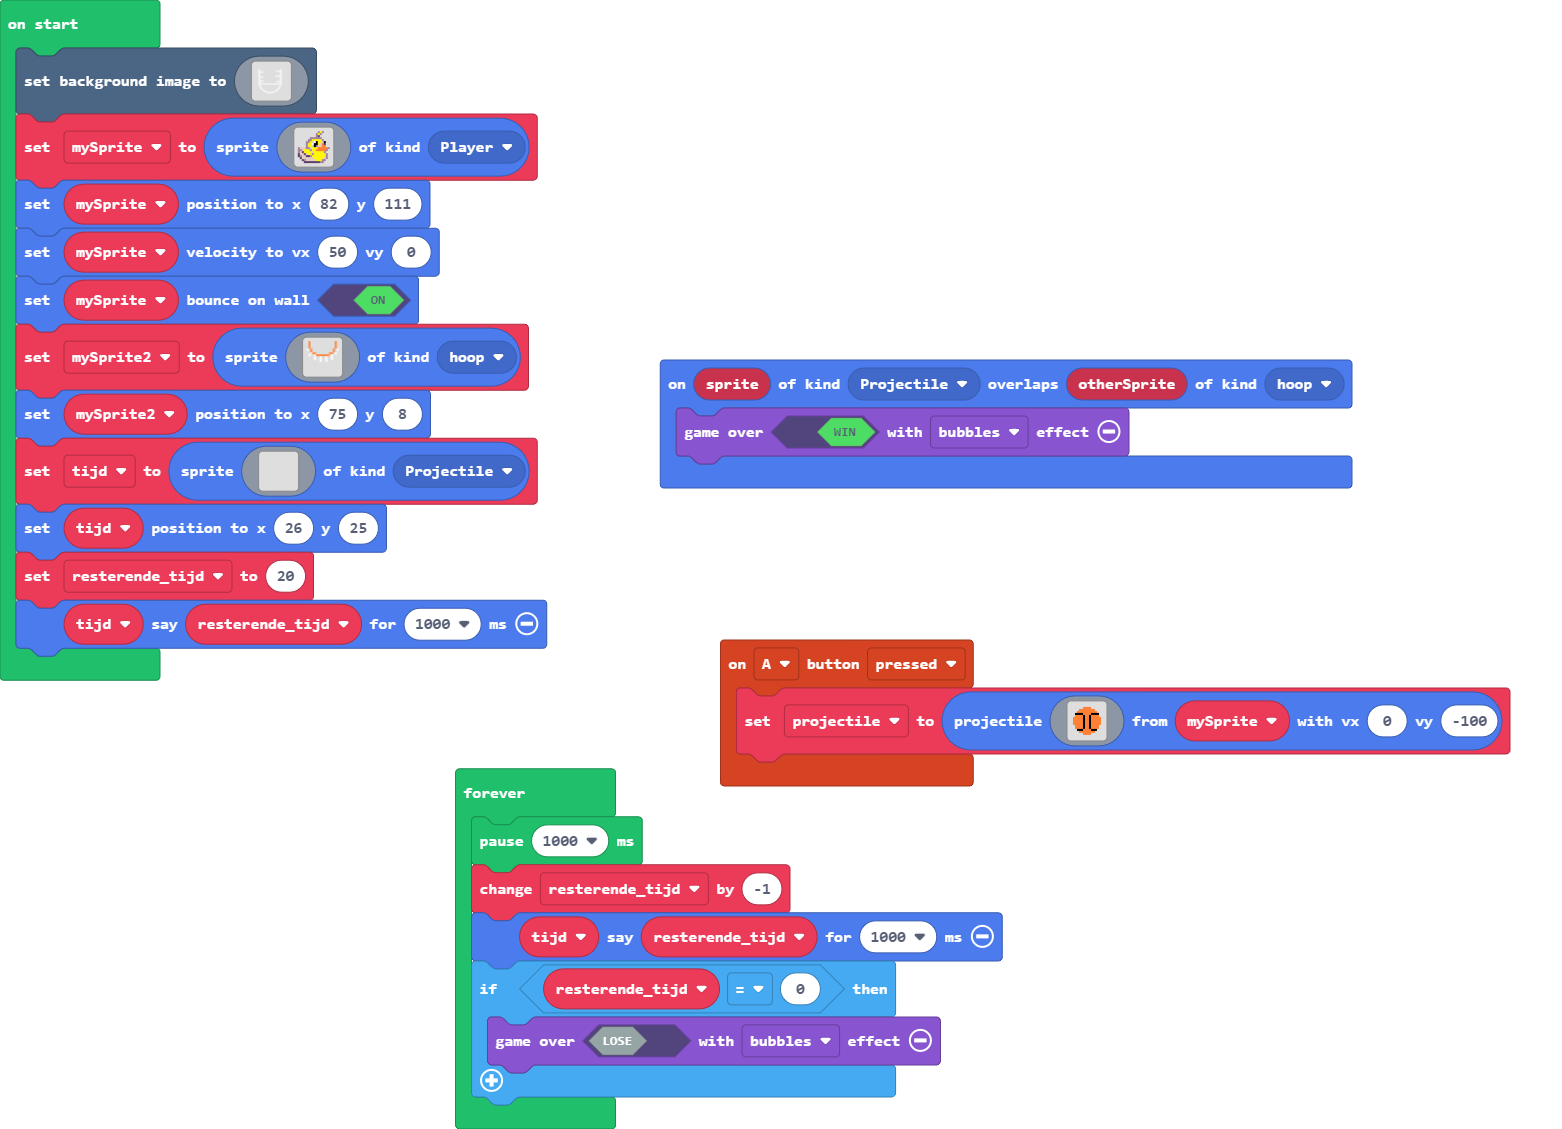 on start
set background image to
set mySprite to sprite of kind Player
set mySprite position to x 82 y 111
set mySprite velocity to vx 50 vy 0
set mySprite bounce on wall ON
set mySprite2 to sprite of kind hoop
set mySprite2 position to x 75 y 8
set tijd to sprite of kind Projectile
set tijd position to x 26 y 25
set resterende_tijd to 20
tijd say resterende_tijd for 1000 ms
on sprite of kind Projectile overlaps otherSprite of kind hoop
game over WIN with bubbles effect
on A button pressed
set projectile to projectile from mySprite with vx 0 vy -100
forever
pause 1000 ms
change resterende_tijd by -1
tijd say resterende_tijd for 1000 ms
if resterende_tijd = 0 then
game over LOSE with bubbles effect